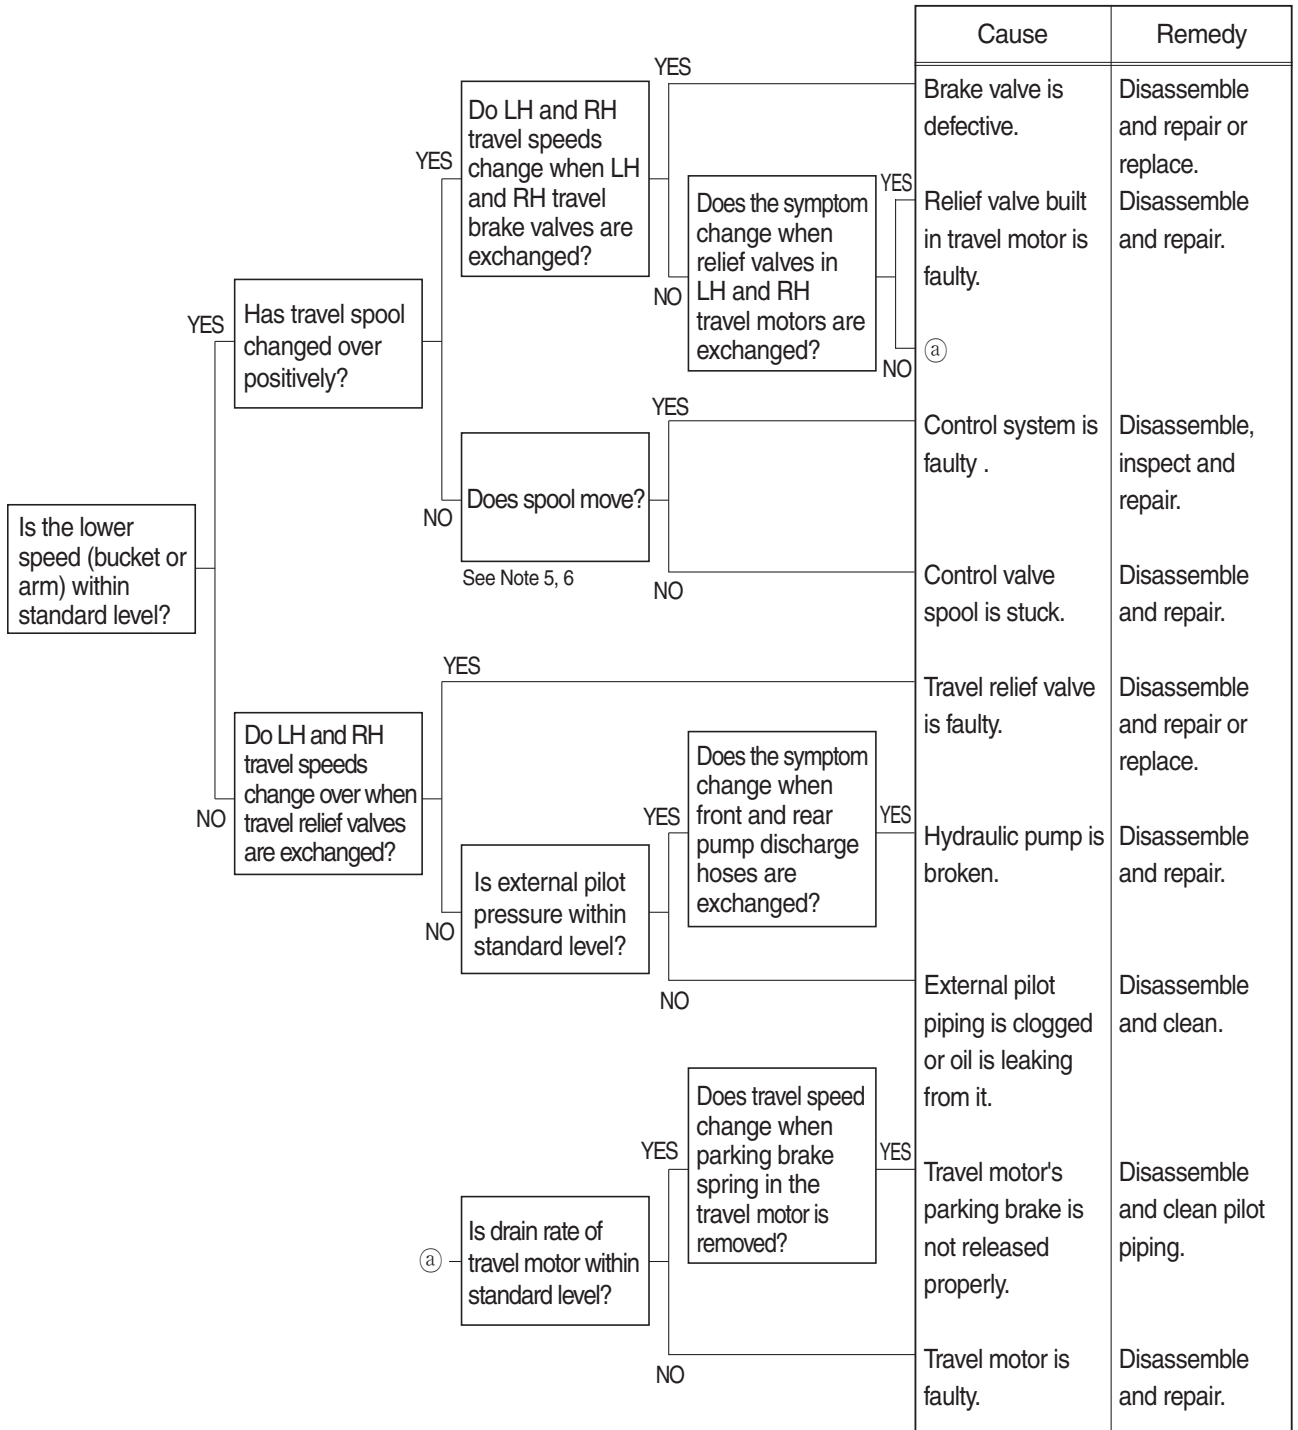 Cause
Remedy
YES
Brake valve is
defective.
Disassemble
and repair or
replace.
Do LH and RH
travel speeds
change when LH
and RH travel
brake valves are
exchanged?
YES
YES
Does the symptom
change when
relief valves in
LH and RH
travel motors are
exchanged?
Relief valve built
in travel motor is
faulty.
Disassemble
and repair.
NO
NO
ⓐ
YES
Has travel spool
changed over
positively?
YES
Control system is
faulty .
Disassemble,
inspect and
repair.
NO
Does spool move?
See Note 5, 6
NO
Control valve
spool is stuck.
Disassemble
and repair.
Is the lower
speed (bucket or
arm) within
standard level?
YES
Travel relief valve
is faulty.
Disassemble
and repair or
replace.
NO
Do LH and RH
travel speeds
change over when
travel relief valves
are exchanged?
YES
Does the symptom
change when
front and rear
pump discharge
hoses are
exchanged?
YES
Hydraulic pump is
broken.
Disassemble
and repair.
NO
Is external pilot
pressure within
standard level?
NO
External pilot
piping is clogged
or oil is leaking
from it.
Disassemble
and clean.
YES
Does travel speed
change when
parking brake
spring in the
travel motor is
removed?
YES
Travel motor's
parking brake is
not released
properly.
Disassemble
and clean pilot
piping.
ⓐ
Is drain rate of
travel motor within
standard level?
NO
Travel motor is
faulty.
Disassemble
and repair.